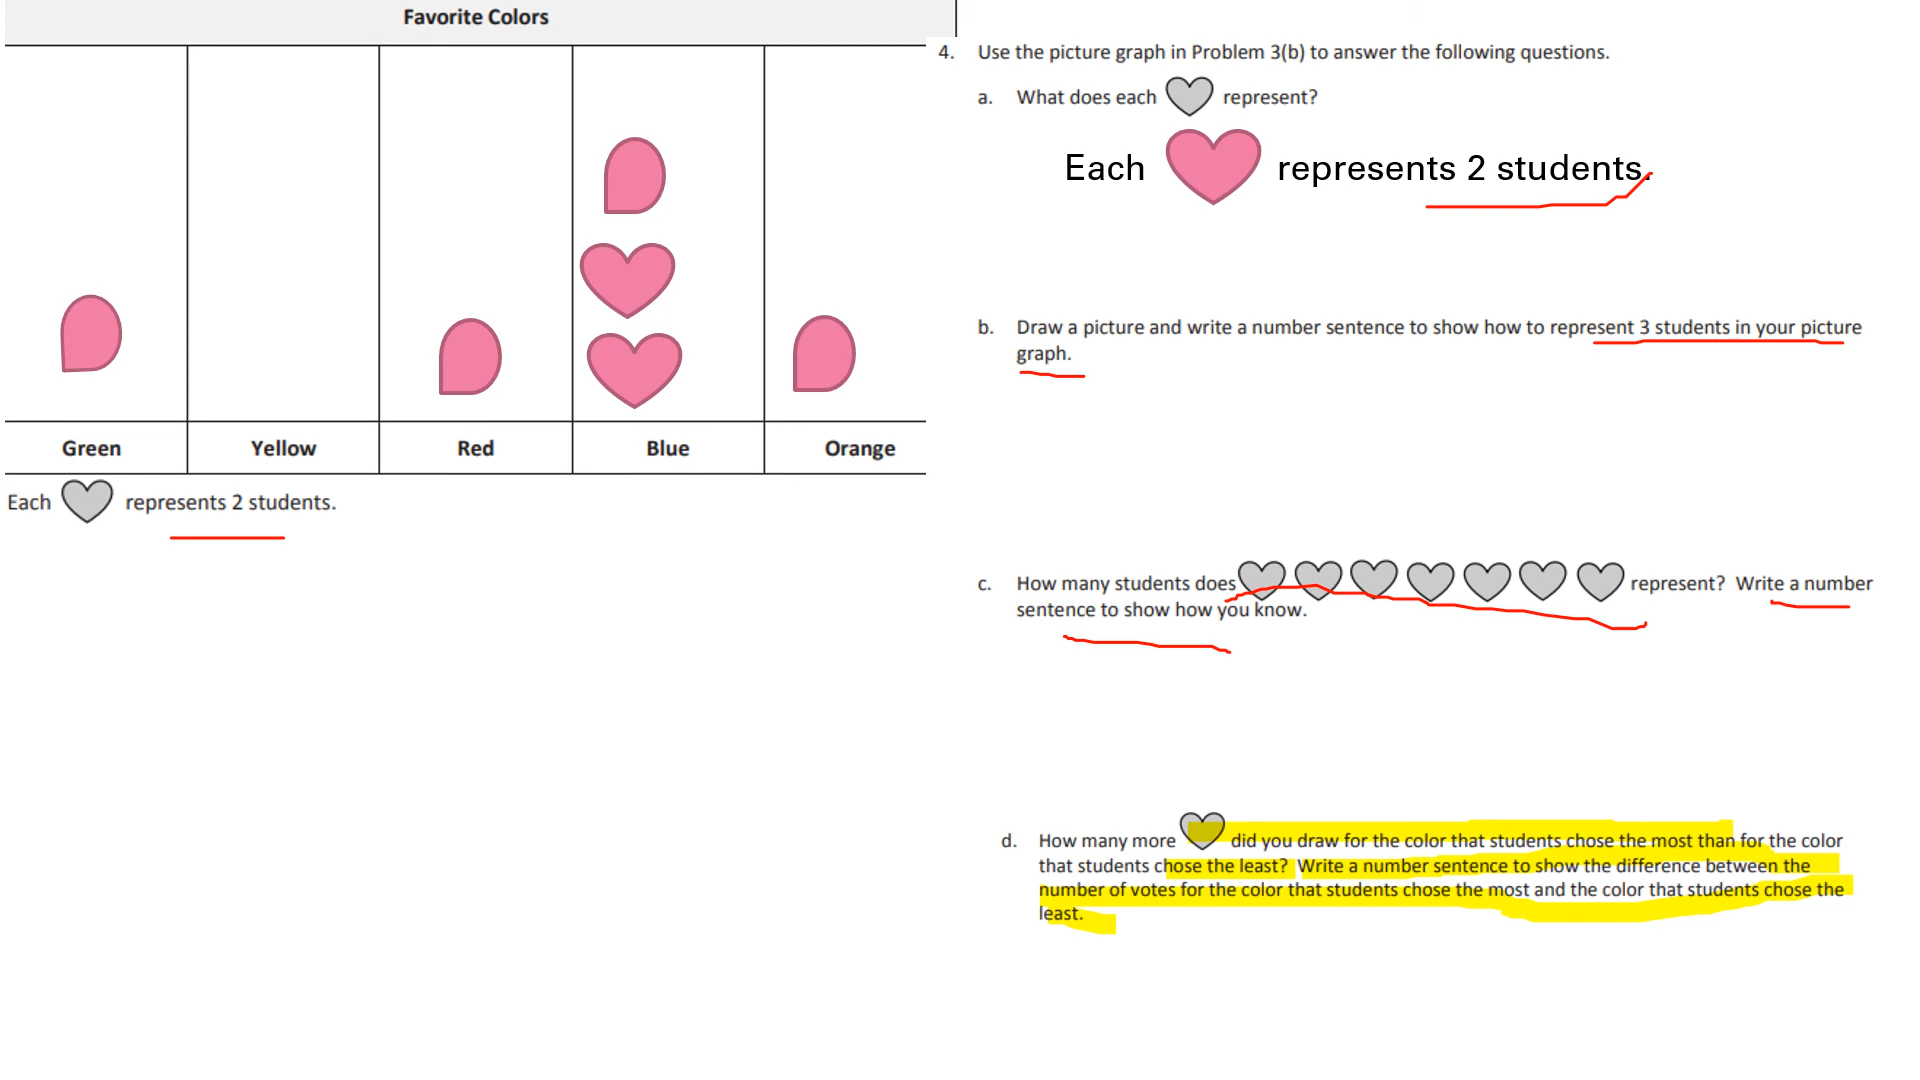 Favorite Colors
Green Yellow Red Blue Orange
Each represents 2 students.
4. Use the picture graph in Problem 3(b) to answer the following questions.
a. What does each represent?
Each represents 2 students.
b. Draw a picture and write a number sentence to show how to represent 3 students in your picture
graph.
c. How many students does represent? Write a number
sentence to show how you know.
d. How many more did you draw for the color that students chose the most than for the color
that students chose the least? Write a number sentence to show the difference between the
number of votes for the color that students chose the most and the color that students chose the
least.